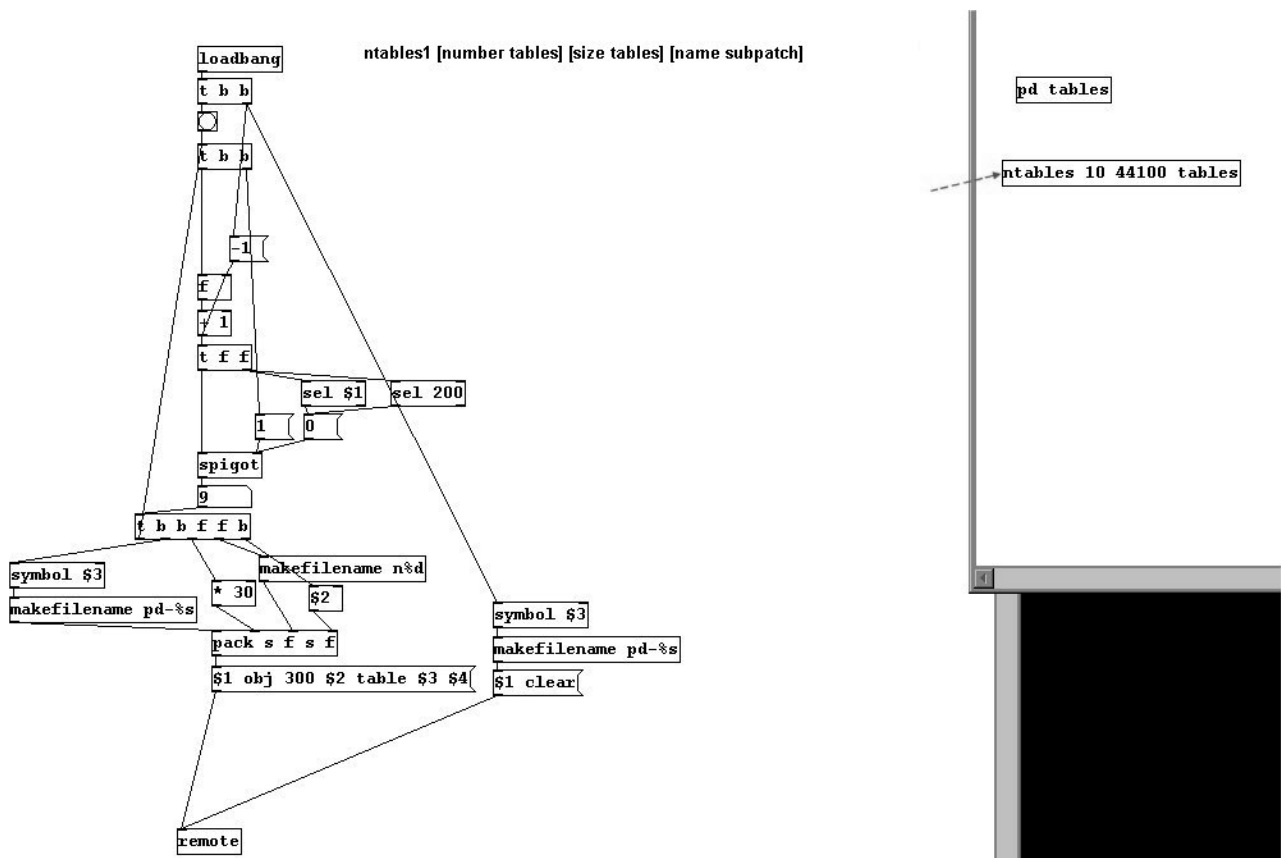 ntables1 [number tables] [size tables] [name subpatch]
loadbang
t b b
t b b
-1
f
+ 1
t f f
sel $1
sel 200
1
0
spigot
9
t b b f f b
symbol $3
makefilename pd-%s
* 30
makefilename n%d
$2
pack s f s f
$1 obj 300 $2 table $3 $4
symbol $3
makefilename pd-%s
$1 clear
remote
pd tables
ntables 10 44100 tables